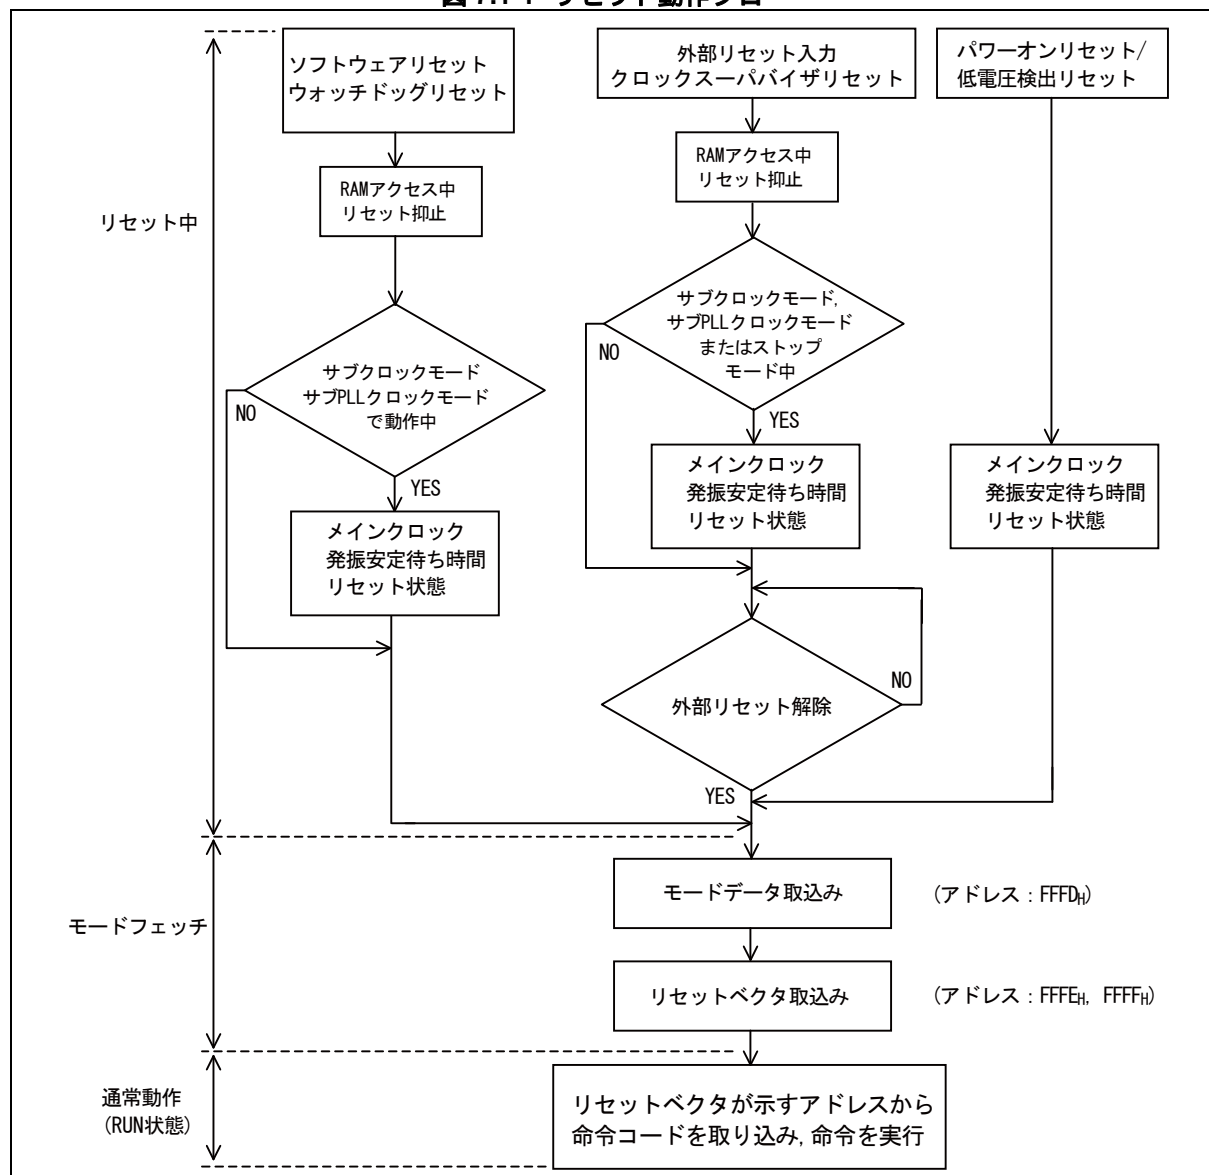 ソフトウェアリセット
ウォッチドッグリセット
外部リセット入力
クロックスーパバイザリセット
パワーオンリセット/
低電圧検出リセット
RAMアクセス中
リセット抑止
RAMアクセス中
リセット抑止
リセット中
サブクロックモード,
サブPLLクロックモード
またはストップ
モード中
NO
YES
サブクロックモード
サブPLLクロックモード
で動作中
NO
YES
メインクロック
発振安定待ち時間
リセット状態
メインクロック
発振安定待ち時間
リセット状態
メインクロック
発振安定待ち時間
リセット状態
外部リセット解除
NO
YES
モードフェッチ
モードデータ取込み
(アドレス:FFFDH)
リセットベクタ取込み
(アドレス:FFFEH, FFFFH)
通常動作
(RUN状態)
リセットベクタが示すアドレスから
命令コードを取り込み, 命令を実行